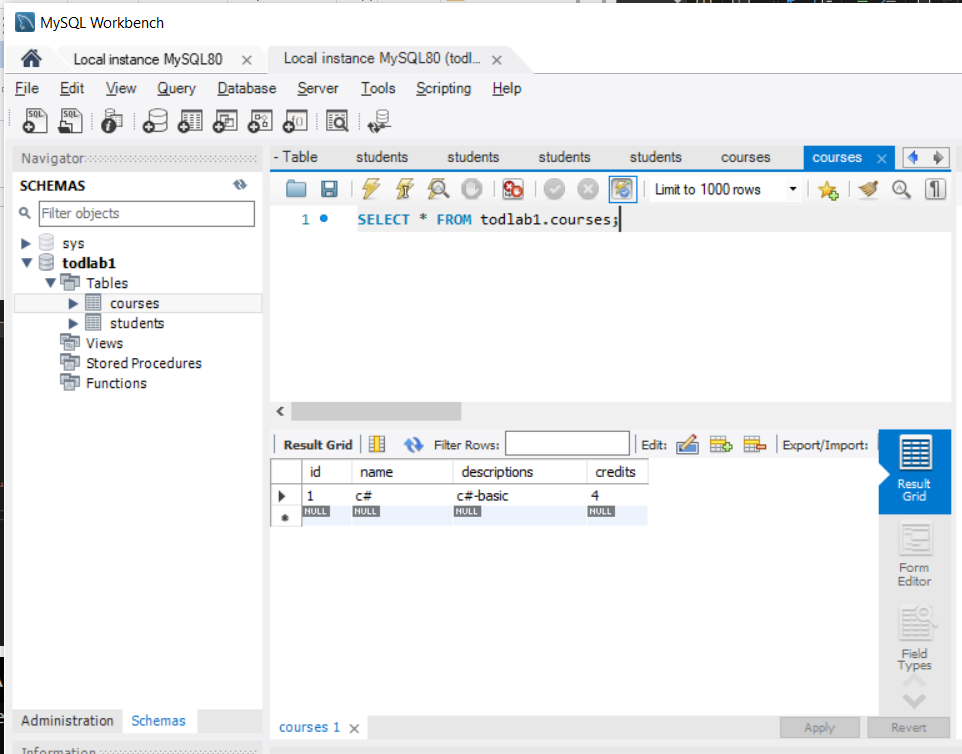 MySQL Workbench
Local instance MySQL80
Local instance MySQL80 (todl...
File Edit View Query Database Server Tools Scripting Help
Navigator
- Table students students students students courses courses
SCHEMAS
Limit to 1000 rows
Filter objects
1 SELECT * FROM todlab1.courses;
sys
todlab1
Tables
courses
students
Views
Stored Procedures
Functions
Result Grid Filter Rows: Edit: Export/Import:
id name descriptions credits
1 c# c#-basic 4
NULL NULL NULL NULL
Result
Grid
Form
Editor
Field
Types
Administration Schemas
courses 1
Apply Revert
Information